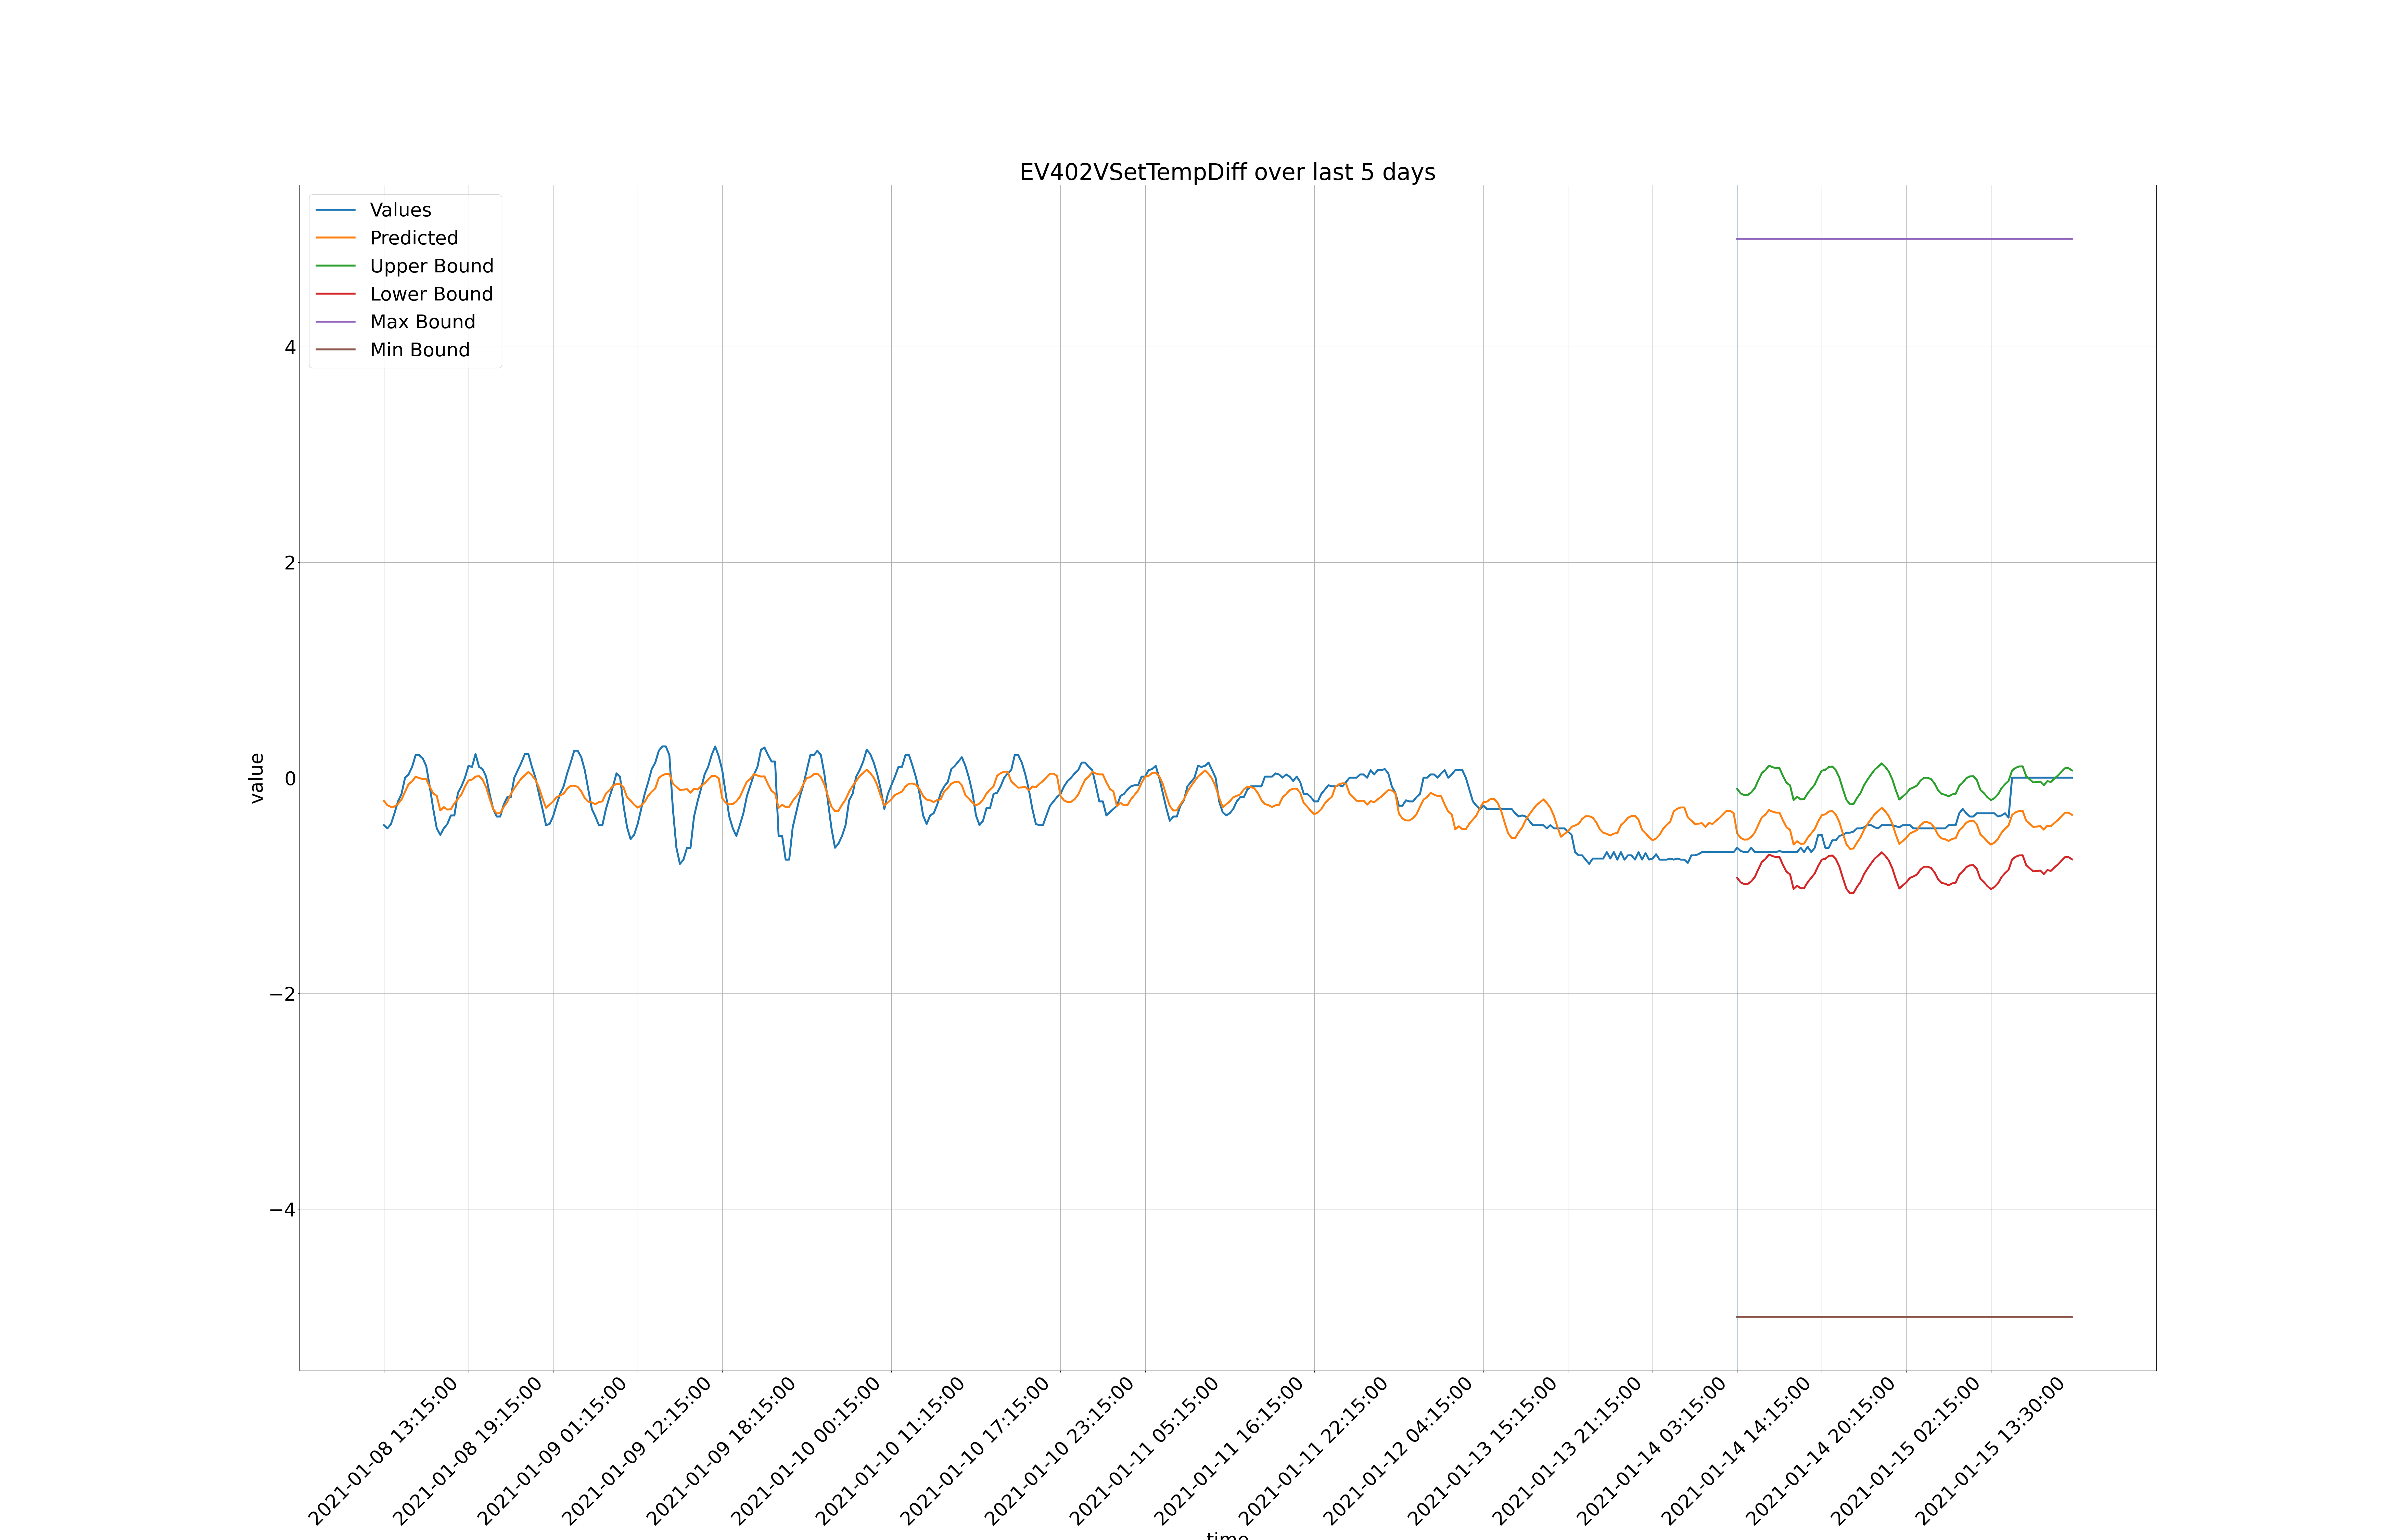 EV402VSetTempDiff over last 5 days
Values
Predicted
Upper Bound
Lower Bound
Max Bound
Min Bound
4
2
0
−2
−4
value
2021-01-08 13:15:00
2021-01-08 19:15:00
2021-01-09 01:15:00
2021-01-09 12:15:00
2021-01-09 18:15:00
2021-01-10 00:15:00
2021-01-10 11:15:00
2021-01-10 17:15:00
2021-01-10 23:15:00
2021-01-11 05:15:00
2021-01-11 16:15:00
2021-01-11 22:15:00
2021-01-12 04:15:00
2021-01-13 15:15:00
2021-01-13 21:15:00
2021-01-14 03:15:00
2021-01-14 14:15:00
2021-01-14 20:15:00
2021-01-15 02:15:00
2021-01-15 13:30:00
time